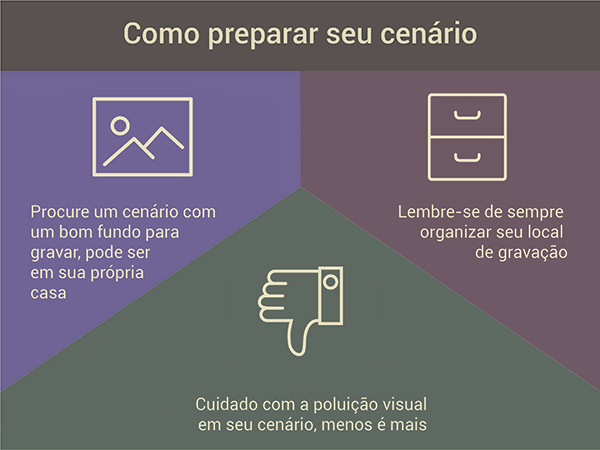 Como preparar seu cenário
Procure um cenário com
um bom fundo para
gravar, pode ser
em sua própria
casa
Lembre-se de sempre
organizar seu local
de gravação
Cuidado com a poluição visual
em seu cenário, menos é mais